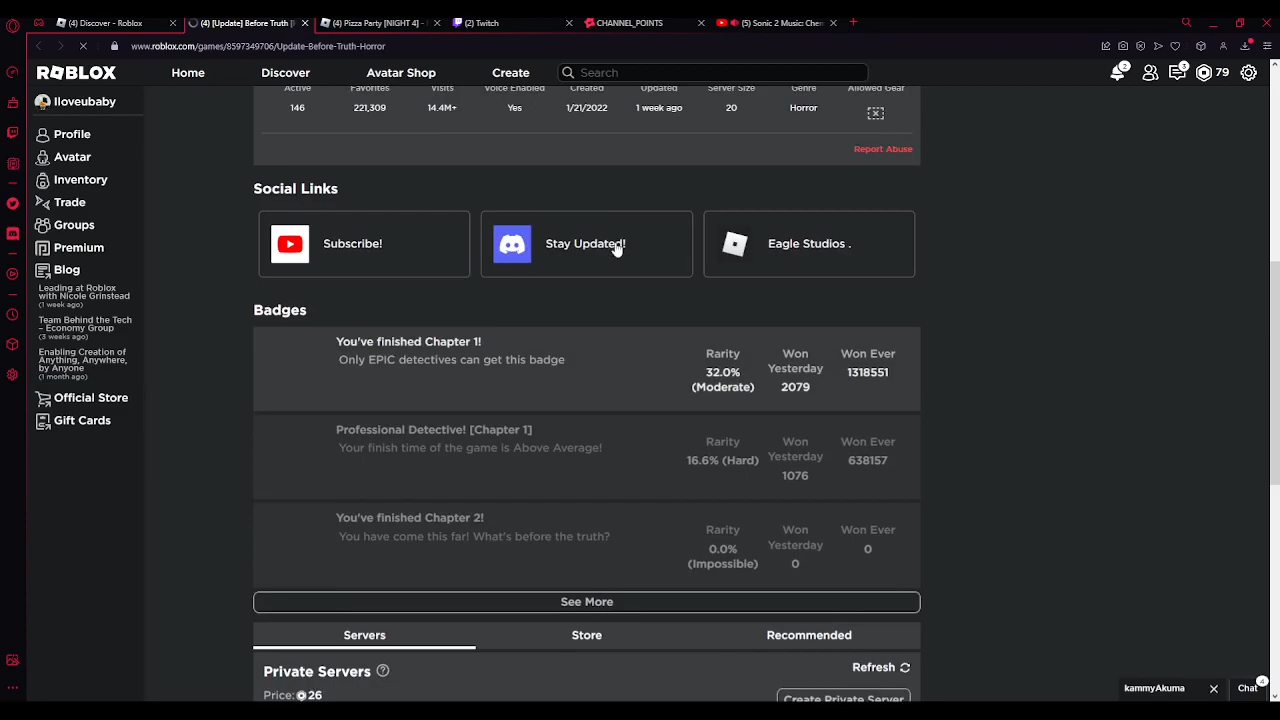 (4) Discover - Roblox
(4) [Update] Before Truth [
(4) Pizza Party [NIGHT 4] -
(2) Twitch
CHANNEL_POINTS
(5) Sonic 2 Music Chem
www.roblox.com/games/8597349706/Update-Before-Truth-Horror
ROBLOX
Home
Discover
Avatar Shop
Create
Search
2
3
79
Iloveubaby
Profile
Avatar
Inventory
Trade
Groups
Premium
Blog
Leading at Roblox
with Nicole Grinstead
(1 week ago)
Team Behind the Tech
– Economy Group
(3 weeks ago)
Enabling Creation of
Anything, Anywhere,
by Anyone
(1 month ago)
Official Store
Gift Cards
Active Favorites Visits Voice Enabled Created Updated Server Size Genre Allowed Gear
146 221,309 14.4M+ Yes 1/21/2022 1 week ago 20 Horror
Report Abuse
Social Links
Subscribe!
Stay Updated!
Eagle Studios .
Badges
You've finished Chapter 1!
Only EPIC detectives can get this badge
Rarity
32.0%
(Moderate)
Won
Yesterday
2079
Won Ever
1318551
Professional Detective! [Chapter 1]
Your finish time of the game is Above Average!
Rarity
16.6% (Hard)
Won
Yesterday
1076
Won Ever
638157
You've finished Chapter 2!
You have come this far! What's before the truth?
Rarity
0.0%
(Impossible)
Won
Yesterday
0
Won Ever
0
See More
Servers
Store
Recommended
Private Servers
Refresh
Price: 26
Create Private Server
kammyAkuma
Chat
4